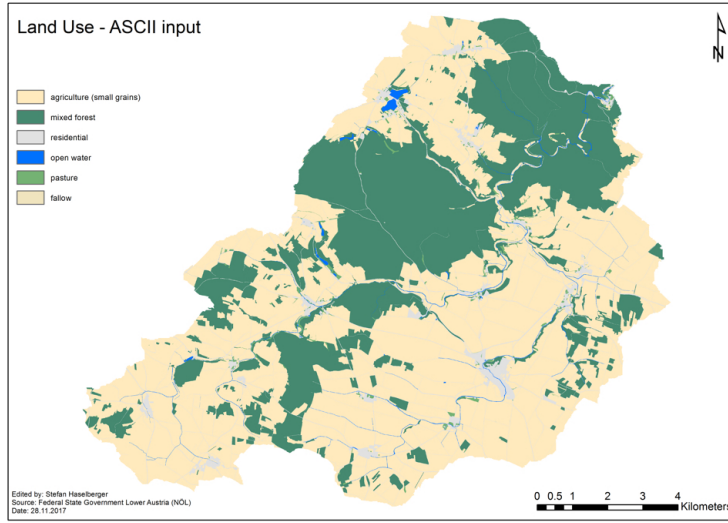 Land Use - ASCII input
N
agriculture (small grains)
mixed forest
residential
open water
pasture
fallow
Edited by: Stefan Haselberger
Source: Federal State Government Lower Austria (NÖL)
Date: 28.11.2017
0 0.5 1 2 3 4
Kilometer